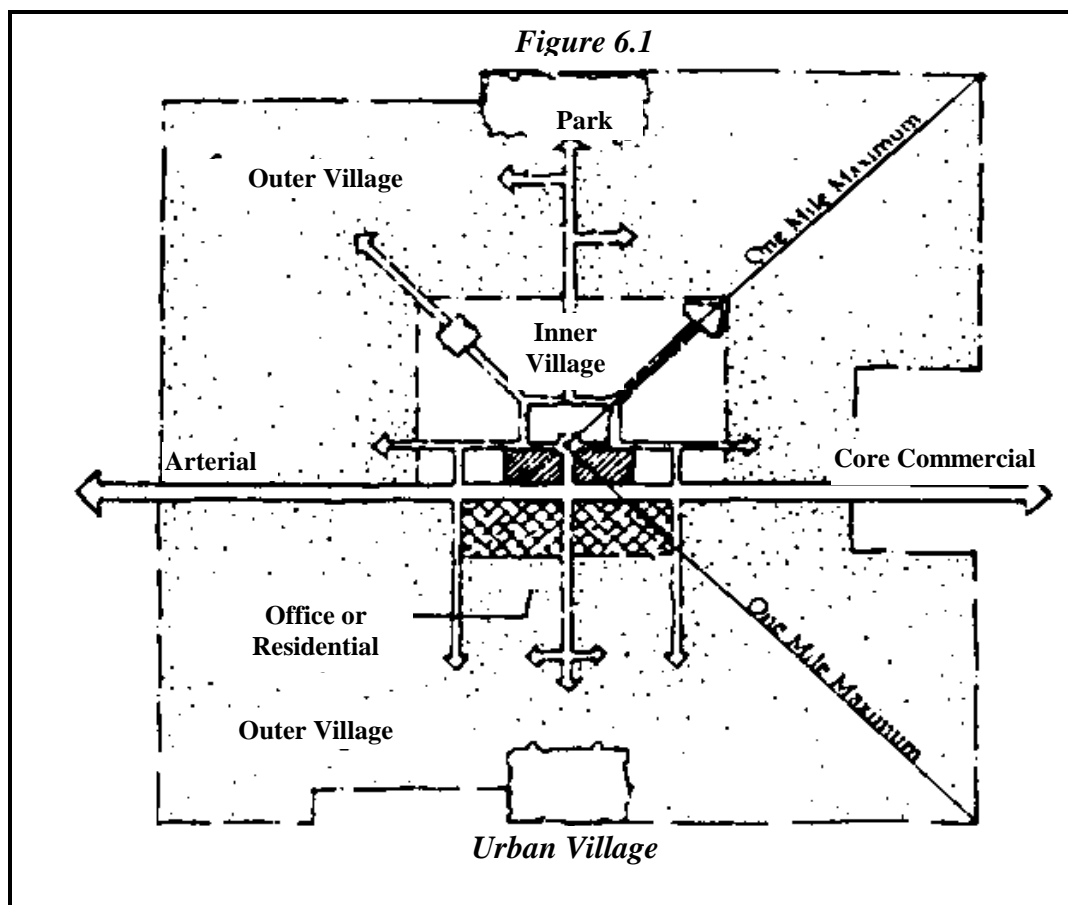 Figure 6.1
Park
One Mile Maximum
Outer Village
Inner
Village
Arterial
Core Commercial
Office or
Residential
One Mile Maximum
Outer Village
Urban Village